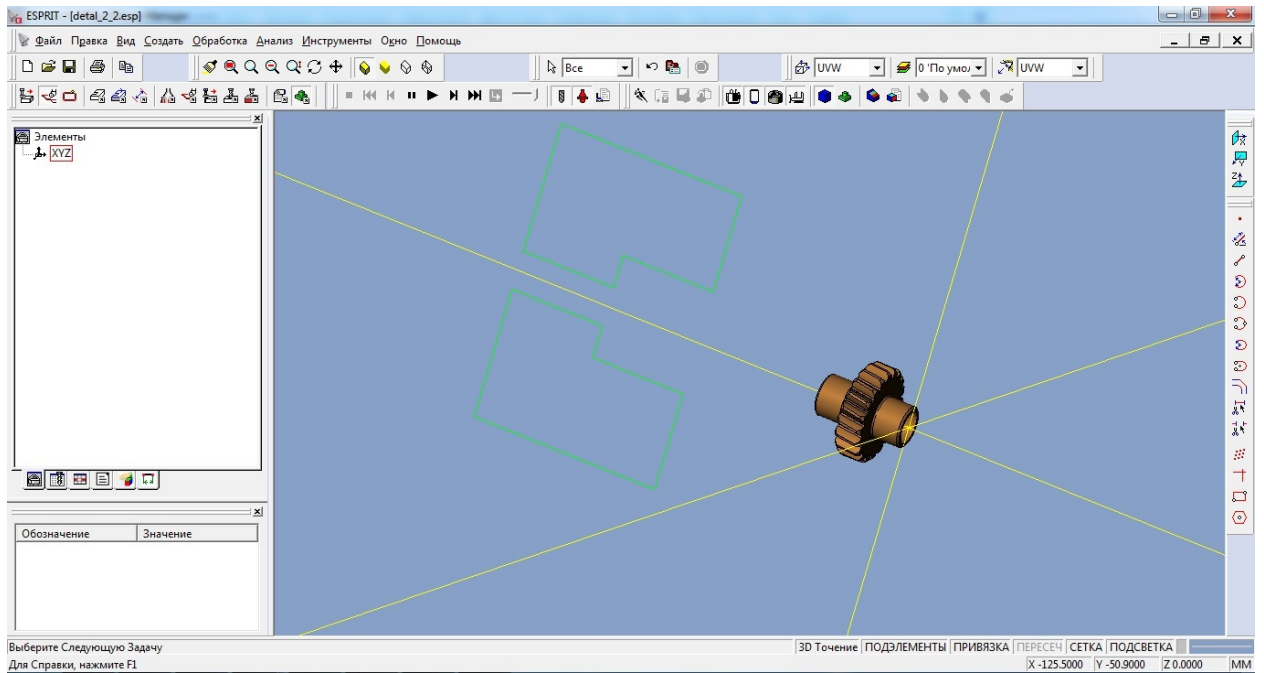 ESPRIT - [detal_2_2.esp]
Файл Правка Вид Создать Обработка Анализ Инструменты Окно Помощь
Все UVW 0 'По умол UVW
Элементы
XYZ
Обозначение Значение
Выберите Следующую Задачу 3D Точение ПОДЭЛЕМЕНТЫ ПРИВЯЗКА ПЕРЕСЕЧ СЕТКА ПОДСВЕТКА
Для Справки, нажмите F1 X -125.5000 Y -50.9000 Z 0.0000 ММ